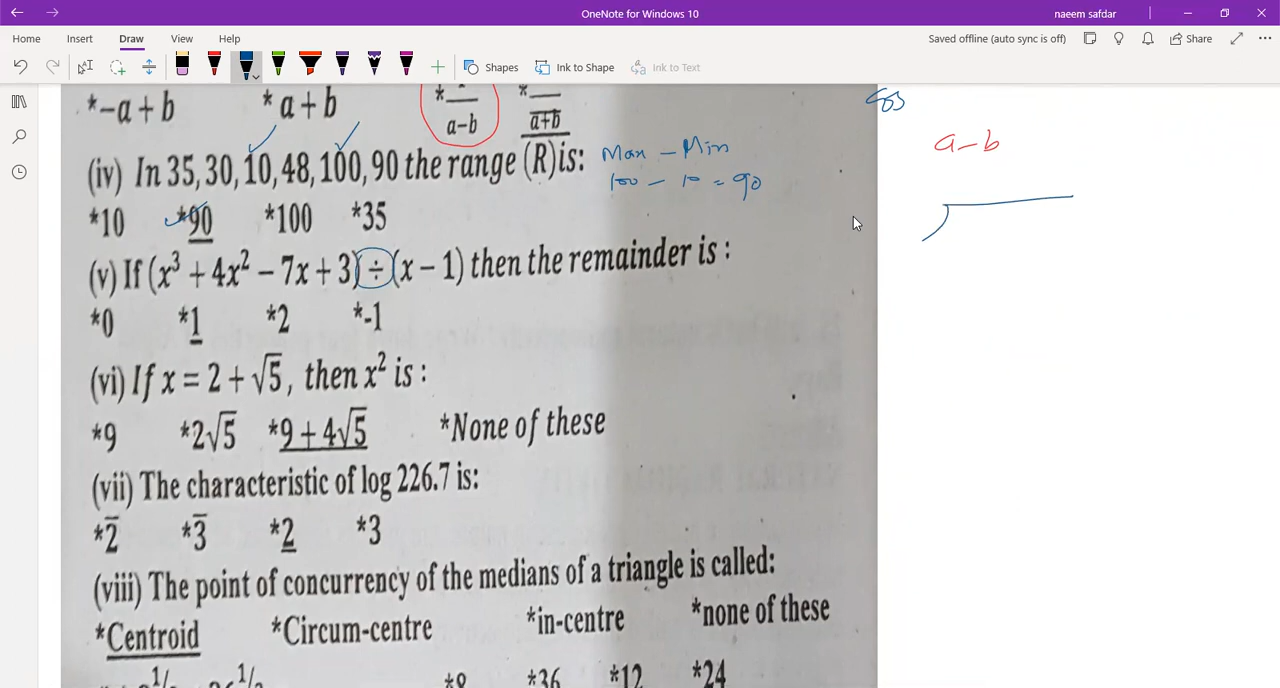 OneNote for Windows 10
naeem safdar
Home Insert Draw View Help
Saved offline (auto sync is off) Share
Shapes Ink to Shape Ink to Text
*-a+b *a+b *a-b *a+b
a-b
(iv) In 35, 30, 10, 48, 100, 90 the range (R) is: Max - Min
100 - 10 = 90
*10 *90 *100 *35
(v) If (x³ + 4x² - 7x + 3) ÷ (x - 1) then the remainder is :
*0 *1 *2 *-1
(vi) If x = 2 + √5, then x² is :
*9 *2√5 *9 + 4√5 *None of these
(vii) The characteristic of log 226.7 is:
*2̅ *3̅ *2 *3
(viii) The point of concurrency of the medians of a triangle is called:
*Centroid *Circum-centre *in-centre *none of these
*8 *36 *12 *24